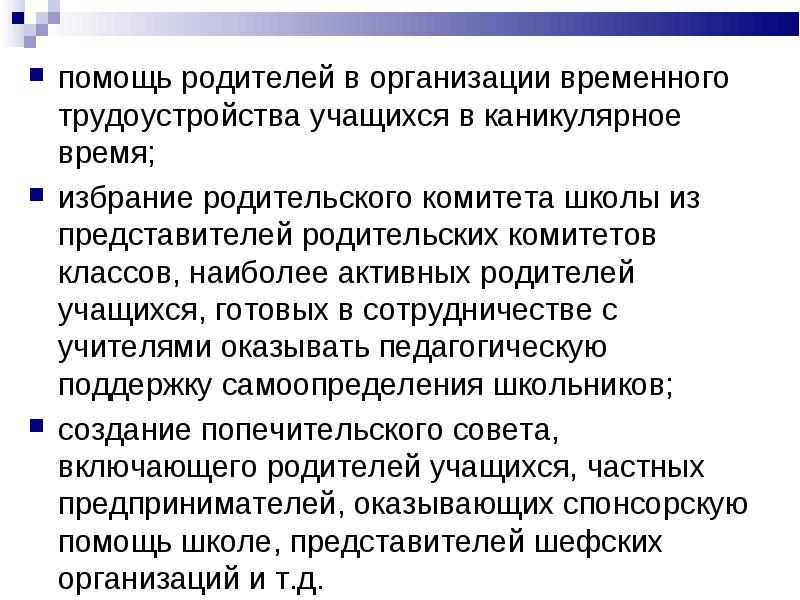 помощь родителей в организации временного
трудоустройства учащихся в каникулярное
время;
избрание родительского комитета школы из
представителей родительских комитетов
классов, наиболее активных родителей
учащихся, готовых в сотрудничестве с
учителями оказывать педагогическую
поддержку самоопределения школьников;
создание попечительского совета,
включающего родителей учащихся, частных
предпринимателей, оказывающих спонсорскую
помощь школе, представителей шефских
организаций и т.д.